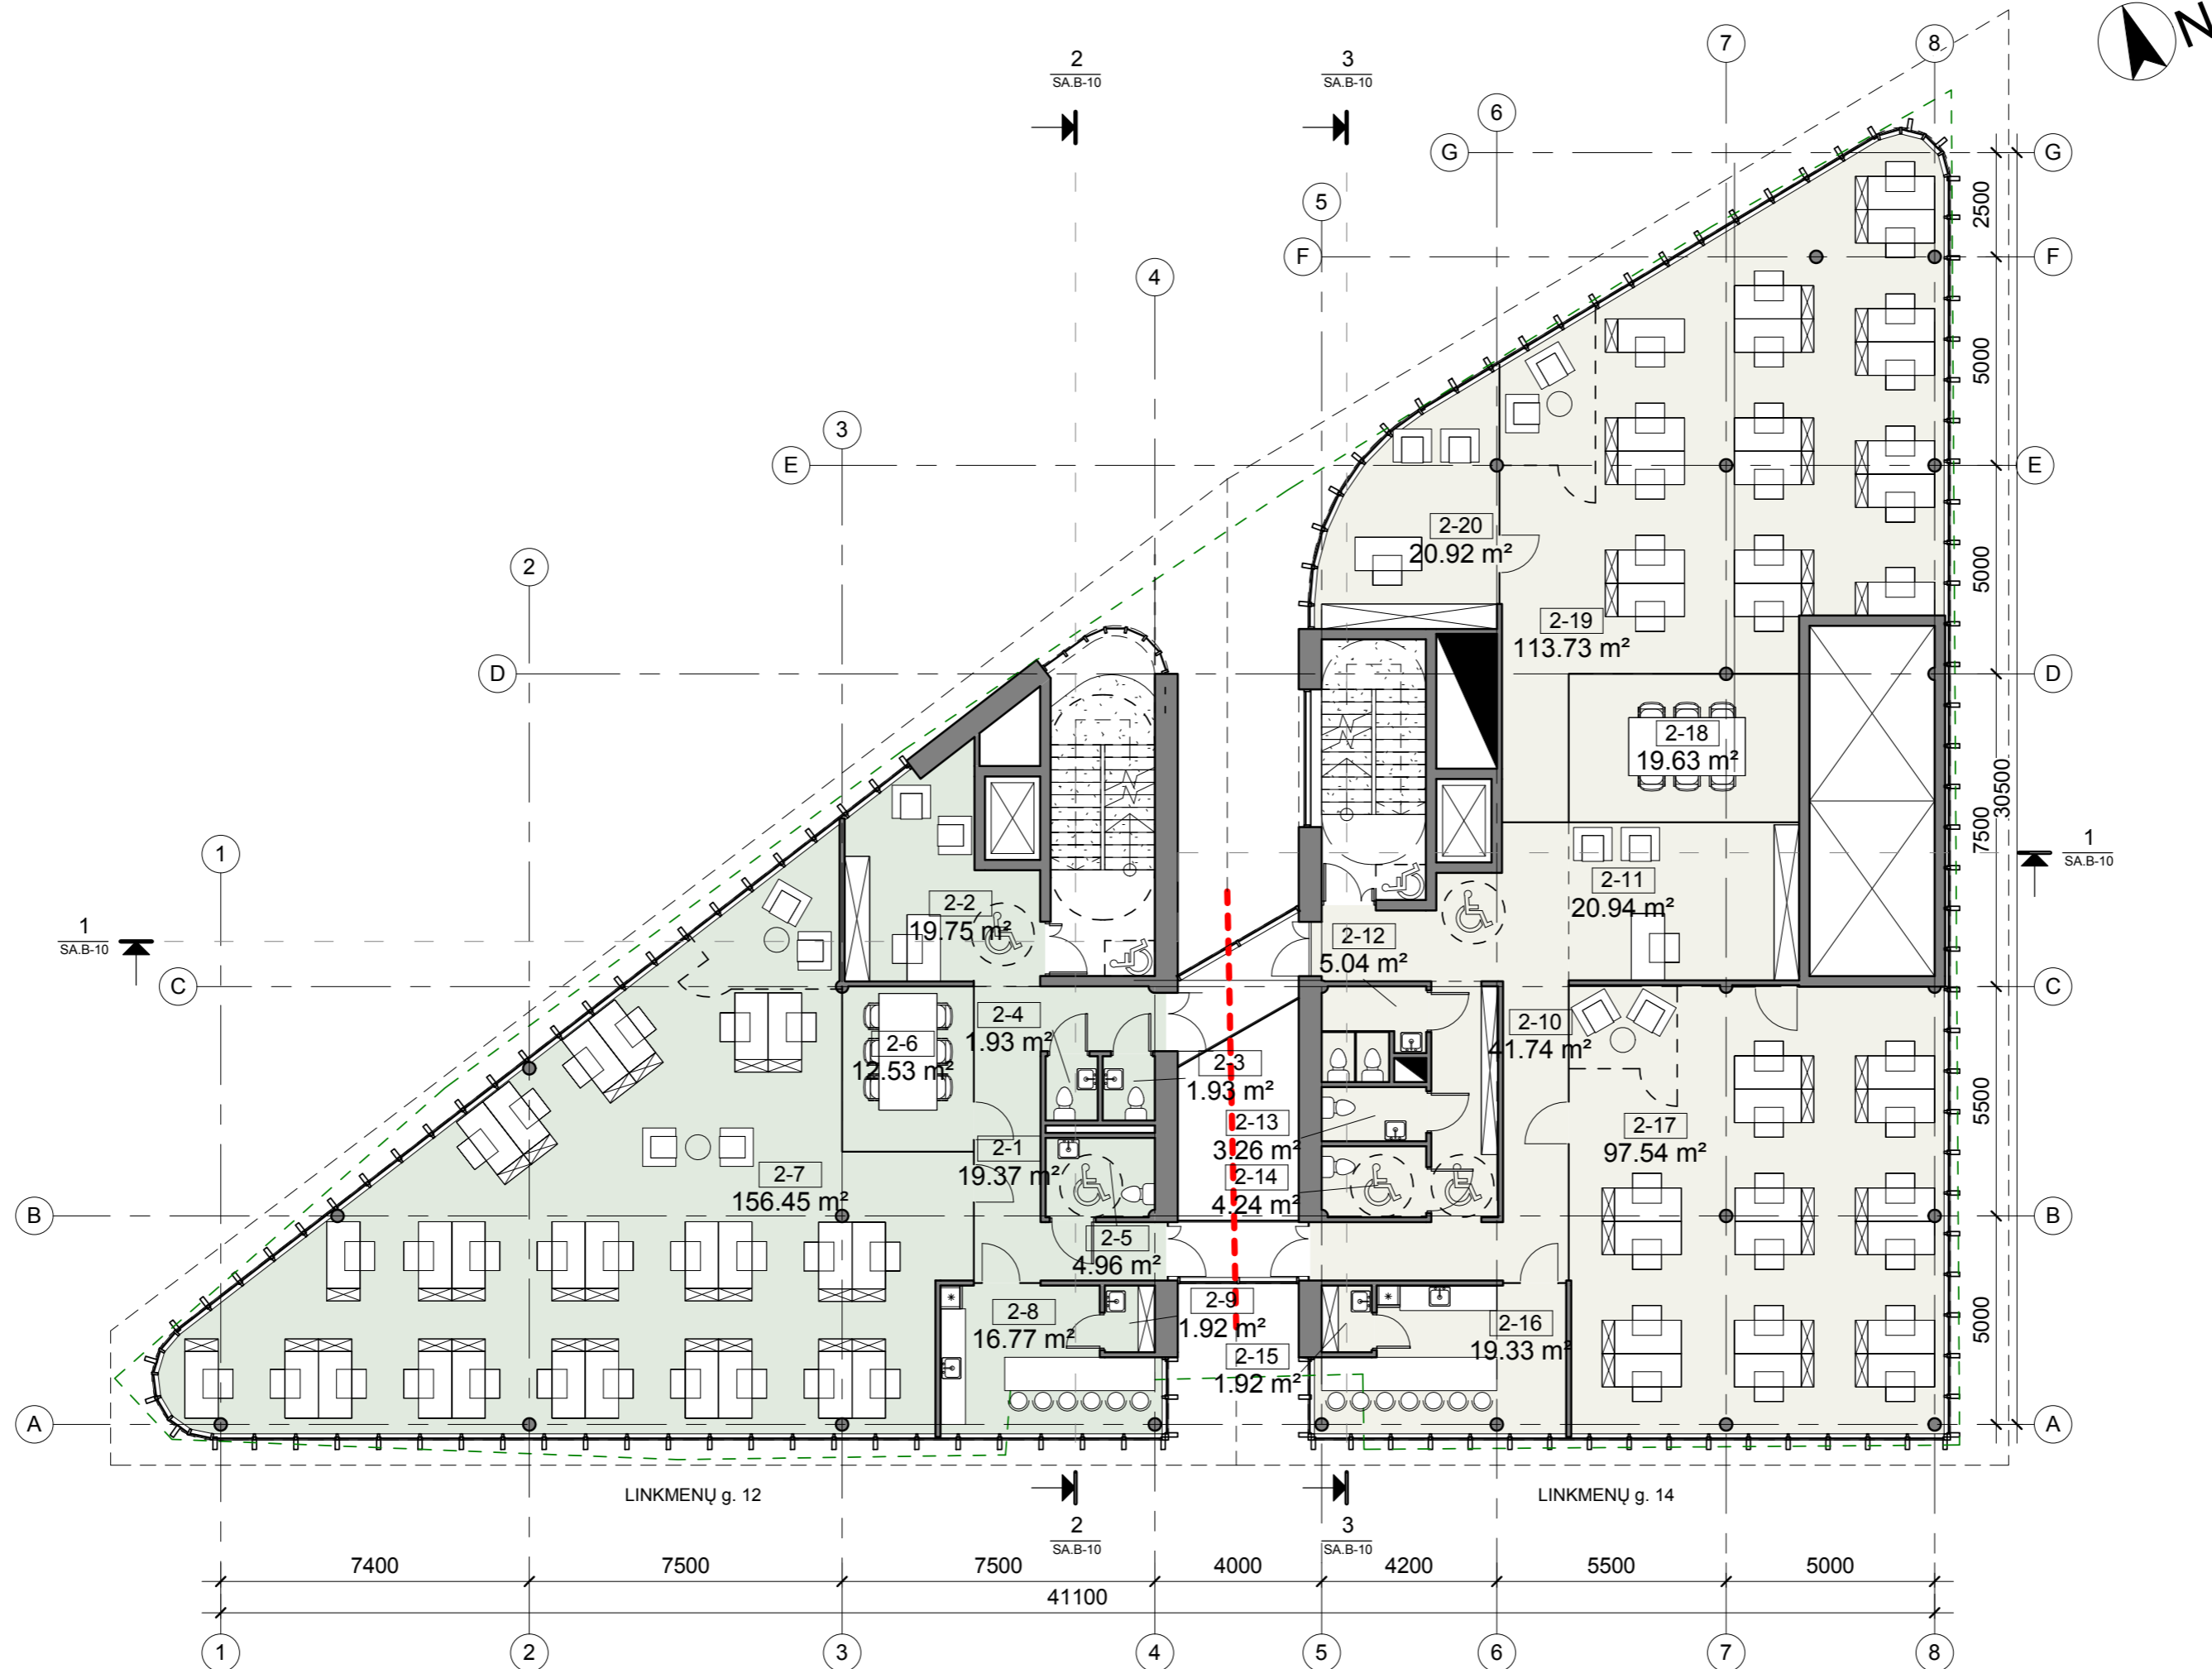 N
2
SA.B-10
3
SA.B-10
7
8
6
G
G
5
F
F
4
3
E
E
2
D
D
1
C
C
B
B
A
A
2500
5000
5000
7500
30500
5500
5000
1
SA.B-10
1
SA.B-10
2-20
20.92 m²
2-19
113.73 m²
2-18
19.63 m²
2-11
20.94 m²
2-2
19.75 m²
2-12
5.04 m²
2-4
1.93 m²
2-6
12.53 m²
2-3
1.93 m²
2-10
41.74 m²
2-13
3.26 m²
2-17
97.54 m²
2-1
19.37 m²
2-7
156.45 m²
2-14
4.24 m²
2-5
4.96 m²
2-8
16.77 m²
2-9
1.92 m²
2-16
19.33 m²
2-15
1.92 m²
LINKMENŲ g. 12
LINKMENŲ g. 14
2
SA.B-10
3
SA.B-10
7400
7500
7500
4000
4200
5500
5000
41100
1
2
3
4
5
6
7
8